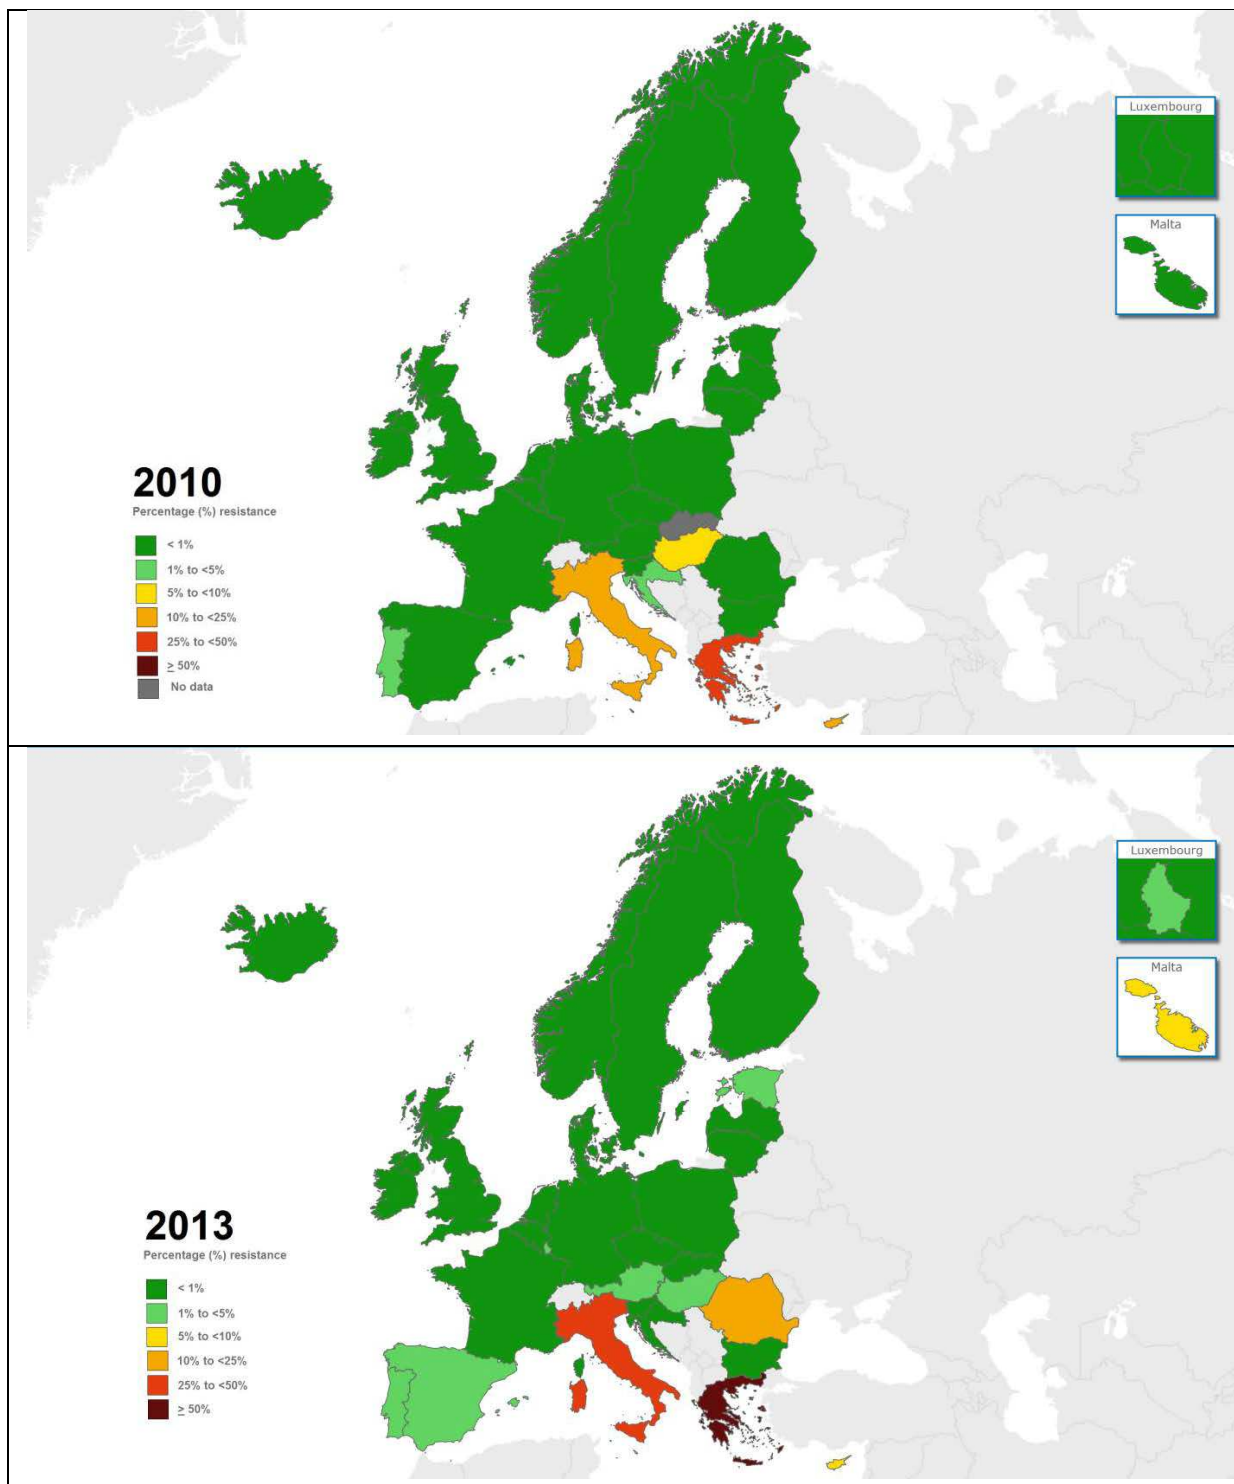 Luxembourg
Malta
2010
Percentage (%) resistance
< 1%
1% to <5%
5% to <10%
10% to <25%
25% to <50%
≥ 50%
No data
Luxembourg
Malta
2013
Percentage (%) resistance
< 1%
1% to <5%
5% to <10%
10% to <25%
25% to <50%
≥ 50%